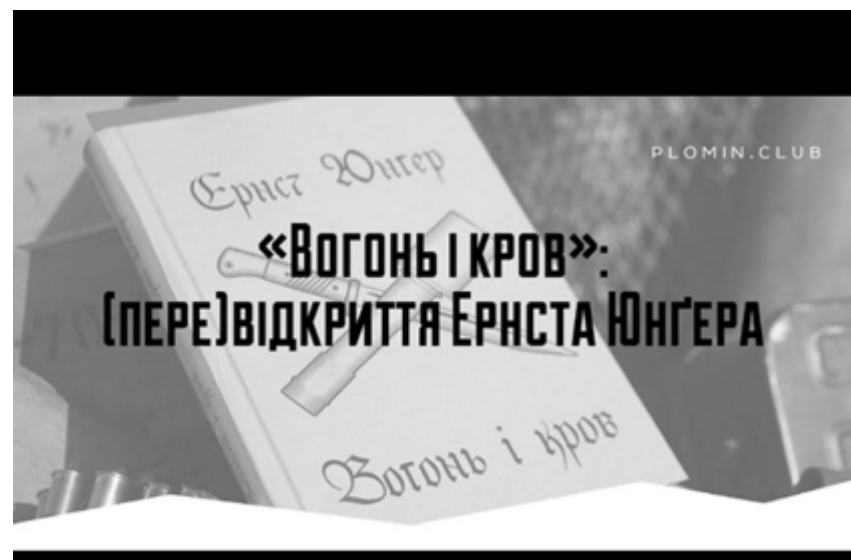 PLOMIN.CLUB
Ернст Юнгер
«Вогонь і кров»:
(пере)відкриття Ернста Юнґера
Вогонь і кров